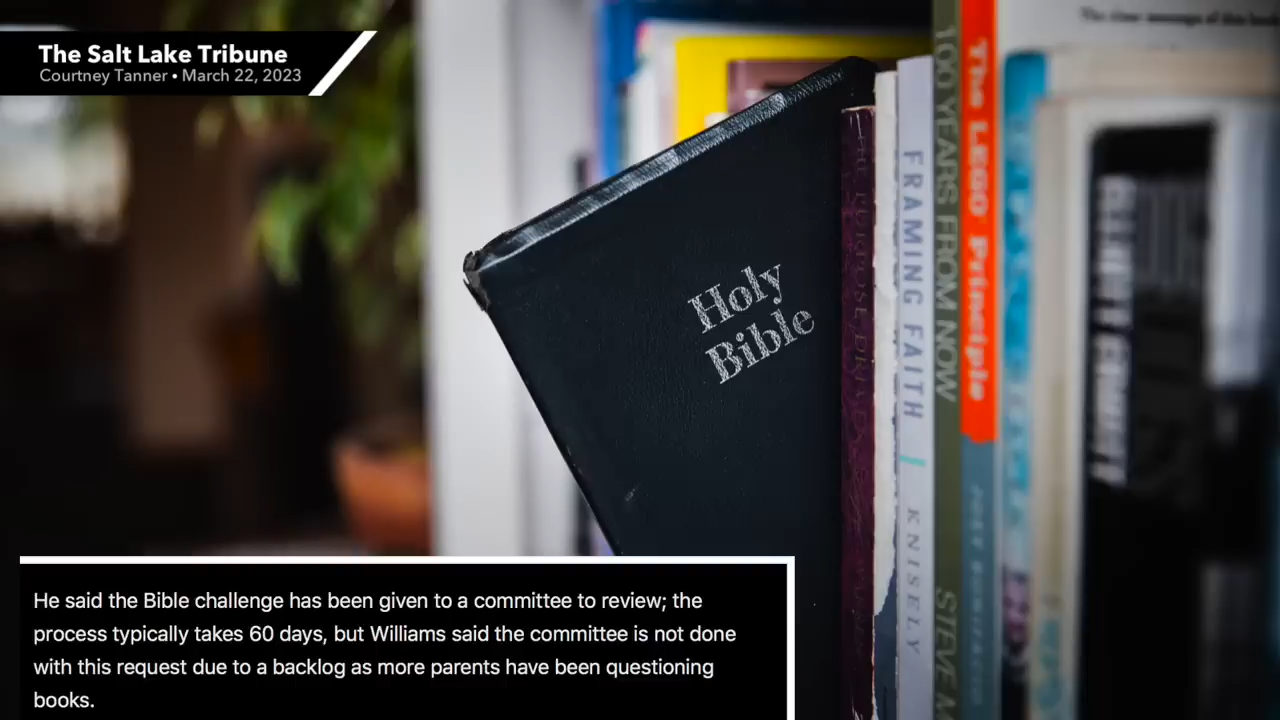 The Salt Lake Tribune
Courtney Tanner • March 22, 2023
Holy
Bible
THE PURPOSE DRIVEN
FRAMING FAITH
KNISELY
100 YEARS FROM NOW
STEVE
The LEGO Principle
He said the Bible challenge has been given to a committee to review; the
process typically takes 60 days, but Williams said the committee is not done
with this request due to a backlog as more parents have been questioning
books.